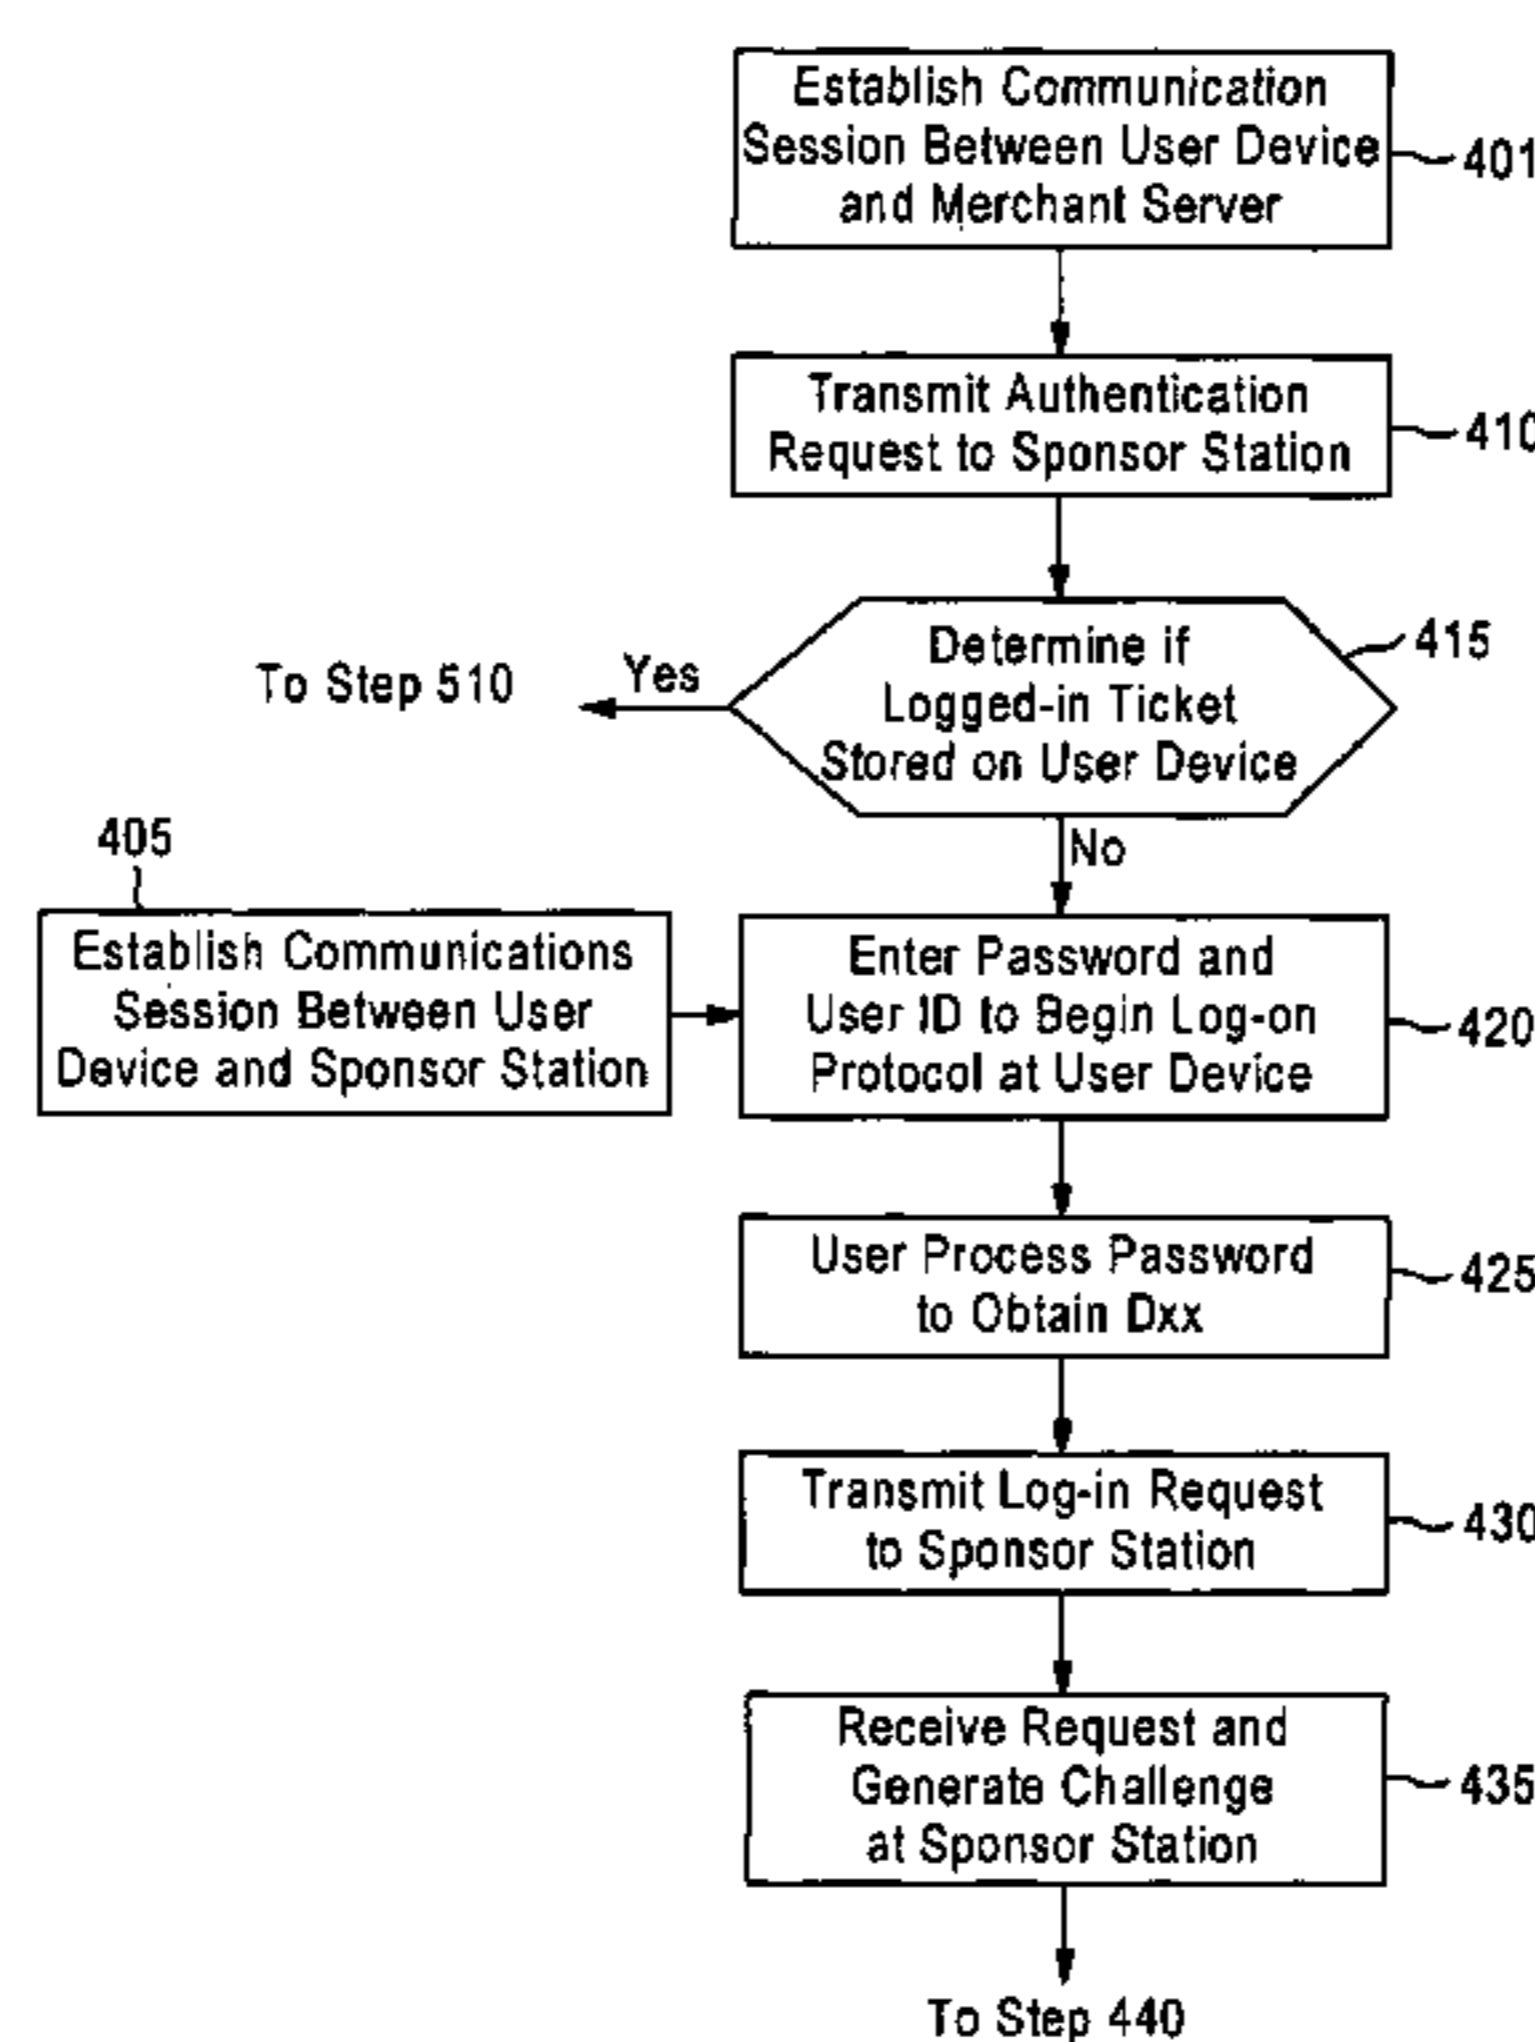 Establish Communication
Session Between User Device
and Merchant Server
401
Transmit Authentication
Request to Sponsor Station
410
Determine if
Logged-in Ticket
Stored on User Device
415
Yes
To Step 510
No
405
Establish Communications
Session Between User
Device and Sponsor Station
Enter Password and
User ID to Begin Log-on
Protocol at User Device
420
User Process Password
to Obtain Dxx
425
Transmit Log-in Request
to Sponsor Station
430
Receive Request and
Generate Challenge
at Sponsor Station
435
To Step 440